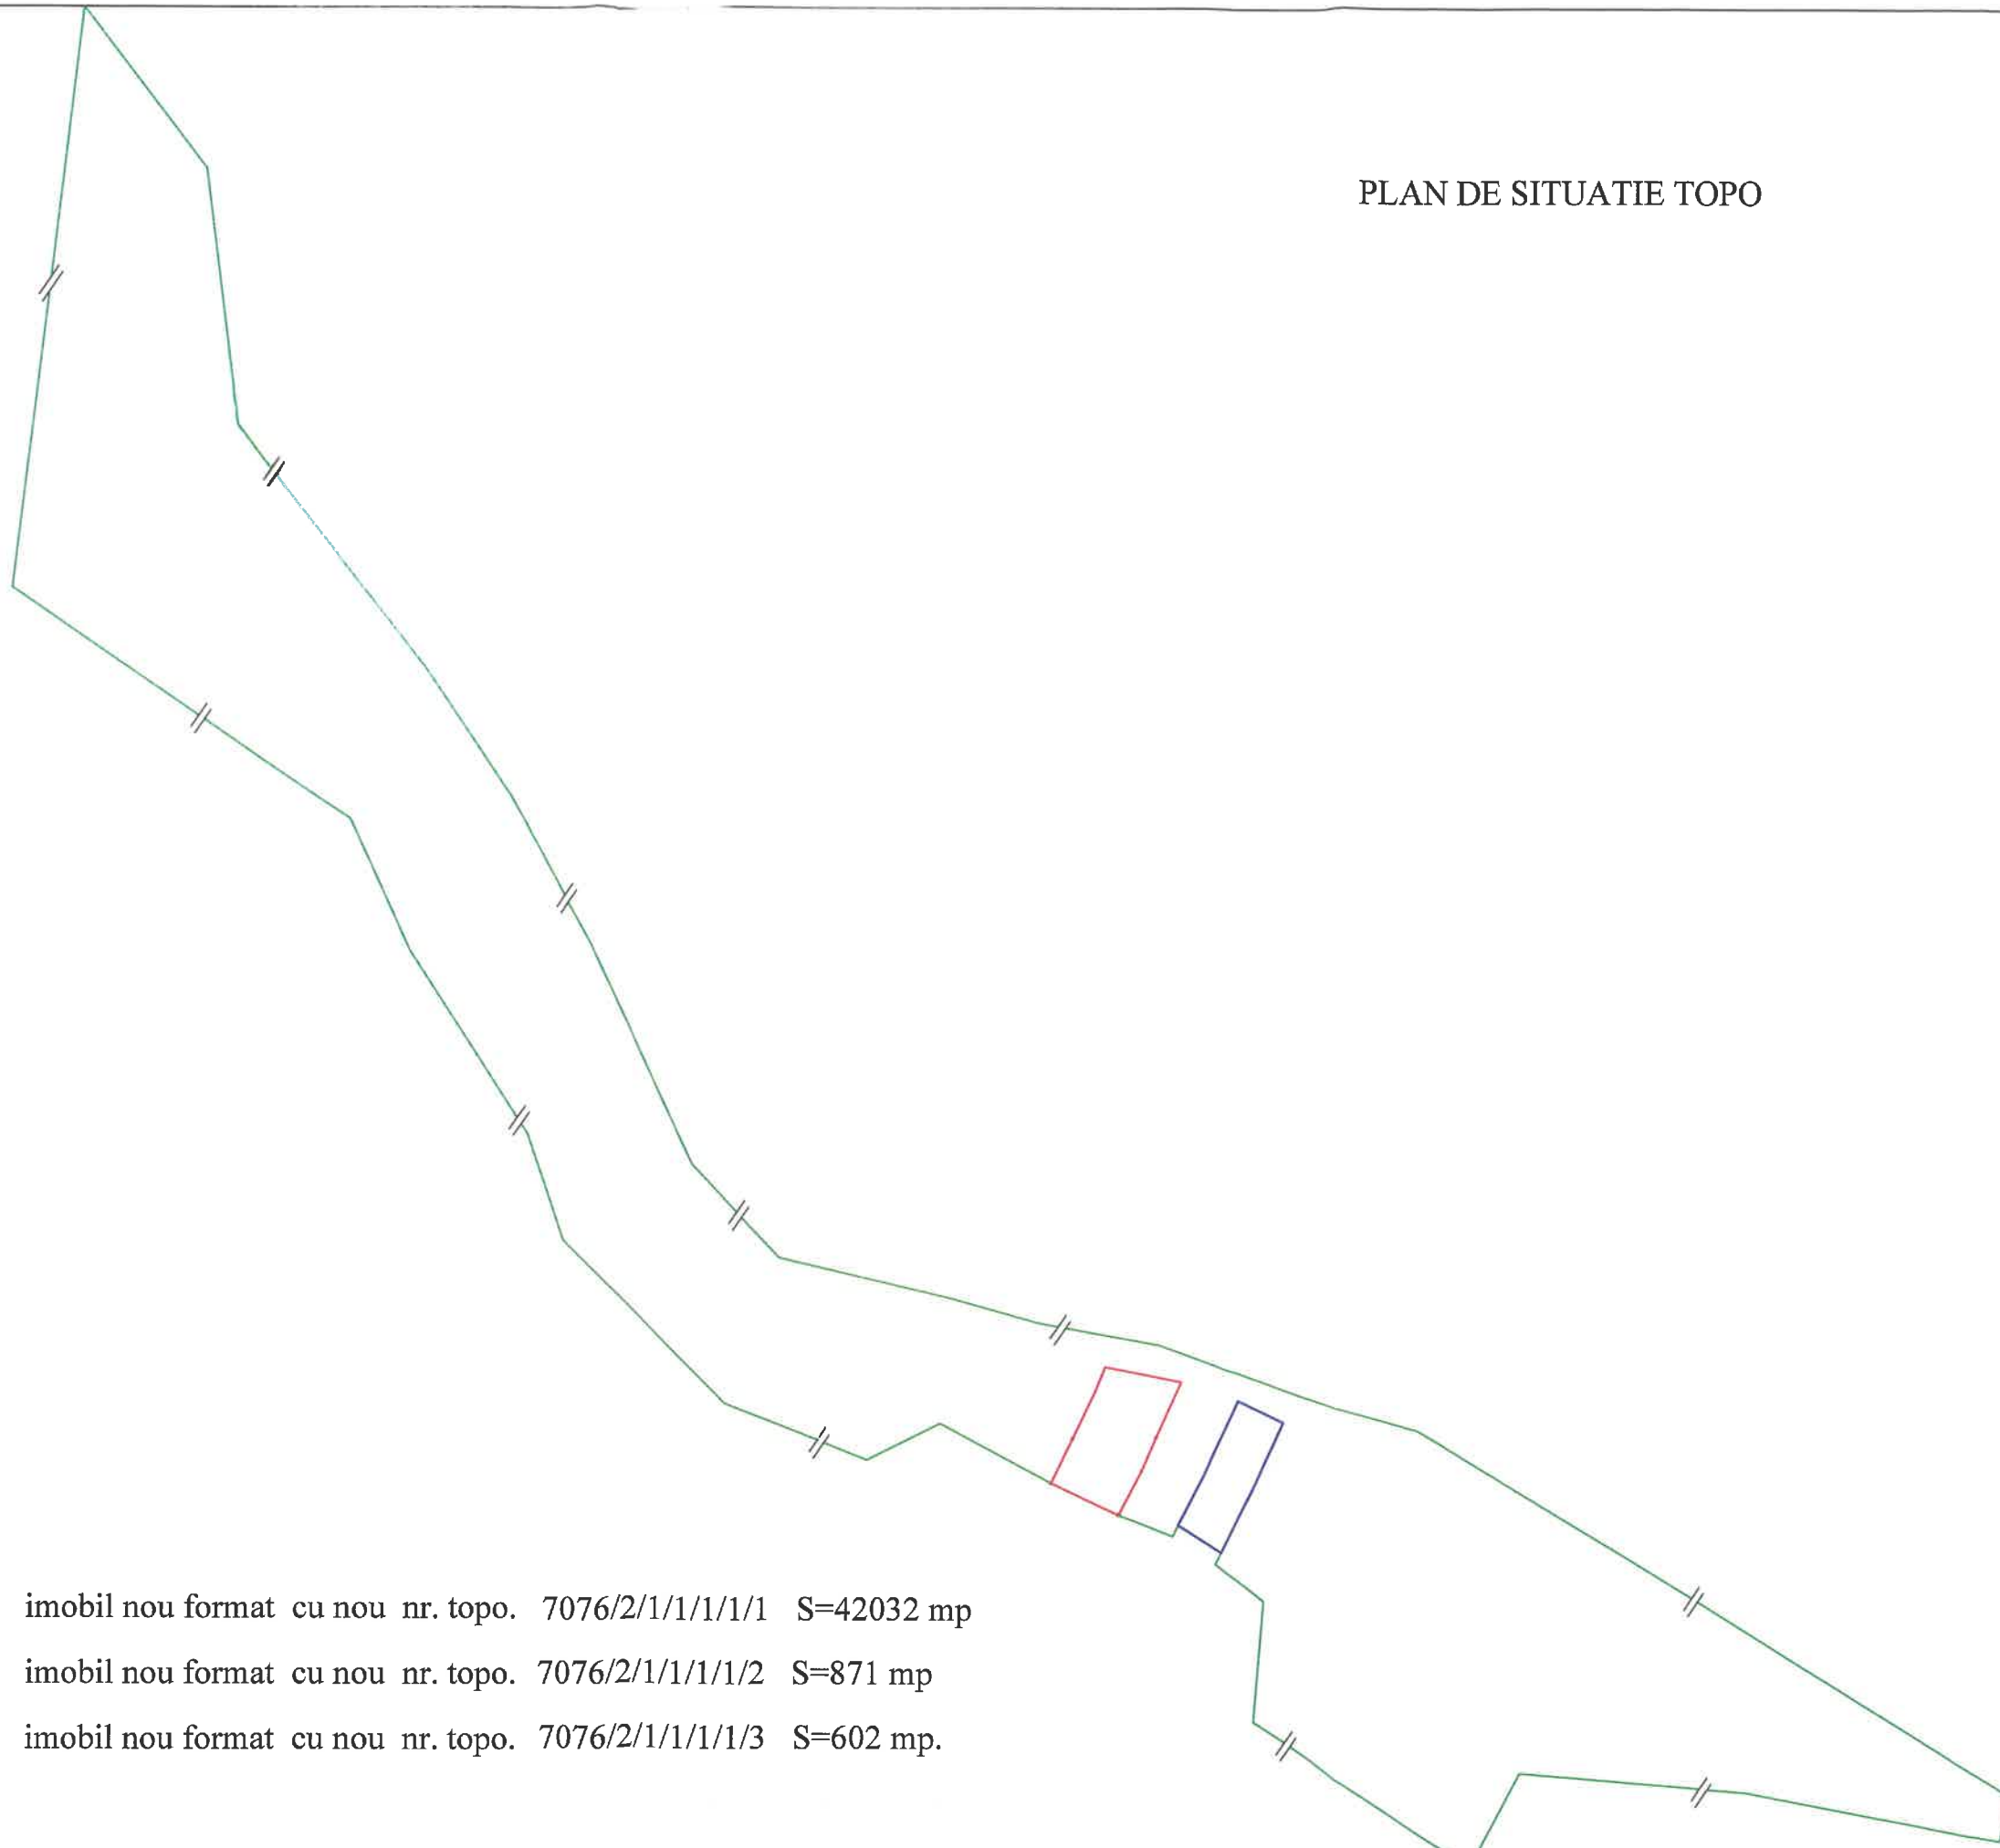 PLAN DE SITUATIE TOPO
imobil nou format cu nou nr. topo. 7076/2/1/1/1/1/1 S=42032 mp
imobil nou format cu nou nr. topo. 7076/2/1/1/1/1/2 S=871 mp
imobil nou format cu nou nr. topo. 7076/2/1/1/1/1/3 S=602 mp.